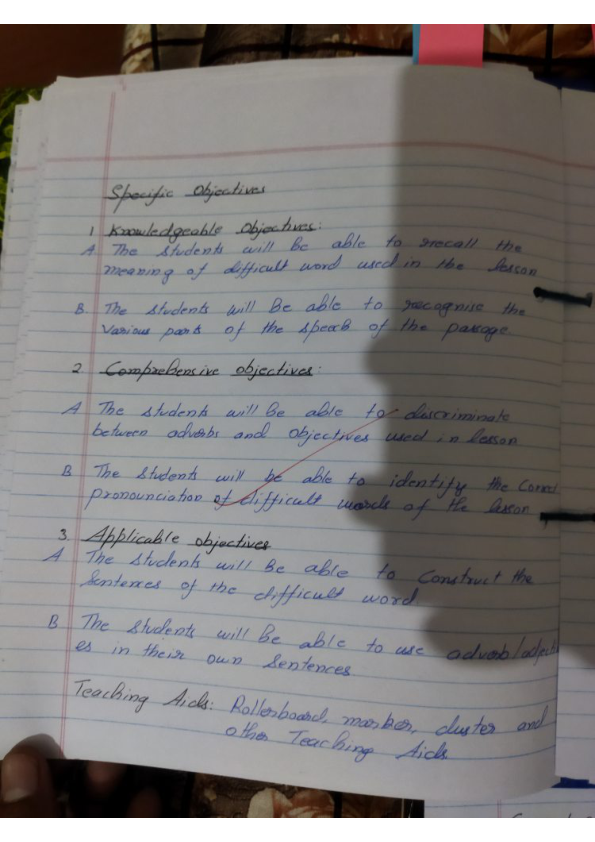 Specific Objectives
1 Knowledgeable Objectives:
A. The students will be able to recall the
meaning of difficult word used in the lesson
B. The students will be able to recognise the
various parts of the speech of the passage.
2 Comprehensive objectives:
A The students will be able to discriminate
between adverbs and objectives used in lesson
B The students will be able to identify the correct
pronounciation of difficult words of the lesson
3. Applicable objectives
A The students will be able to construct the
sentences of the difficult word.
B The students will be able to use adverb/adjecti
es in their own sentences.
Teaching Aids: Rollerboard, marker, duster and
other Teaching Aids